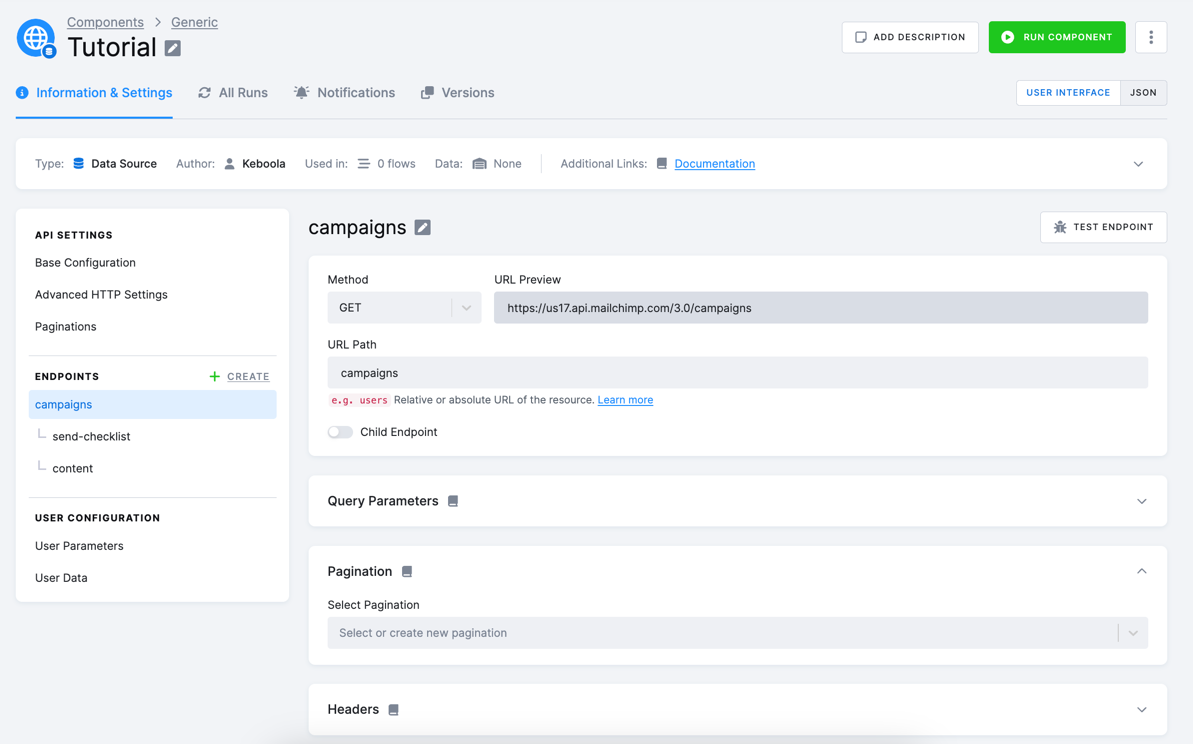 Components > Generic
Tutorial
ADD DESCRIPTION
RUN COMPONENT
Information & Settings
All Runs
Notifications
Versions
USER INTERFACE
JSON
Type: Data Source Author: Keboola Used in: 0 flows Data: None Additional Links: Documentation
API SETTINGS
Base Configuration
Advanced HTTP Settings
Paginations
ENDPOINTS
CREATE
campaigns
send-checklist
content
USER CONFIGURATION
User Parameters
User Data
campaigns
TEST ENDPOINT
Method
GET
URL Preview
https://us17.api.mailchimp.com/3.0/campaigns
URL Path
campaigns
e.g. users Relative or absolute URL of the resource. Learn more
Child Endpoint
Query Parameters
Pagination
Select Pagination
Select or create new pagination
Headers